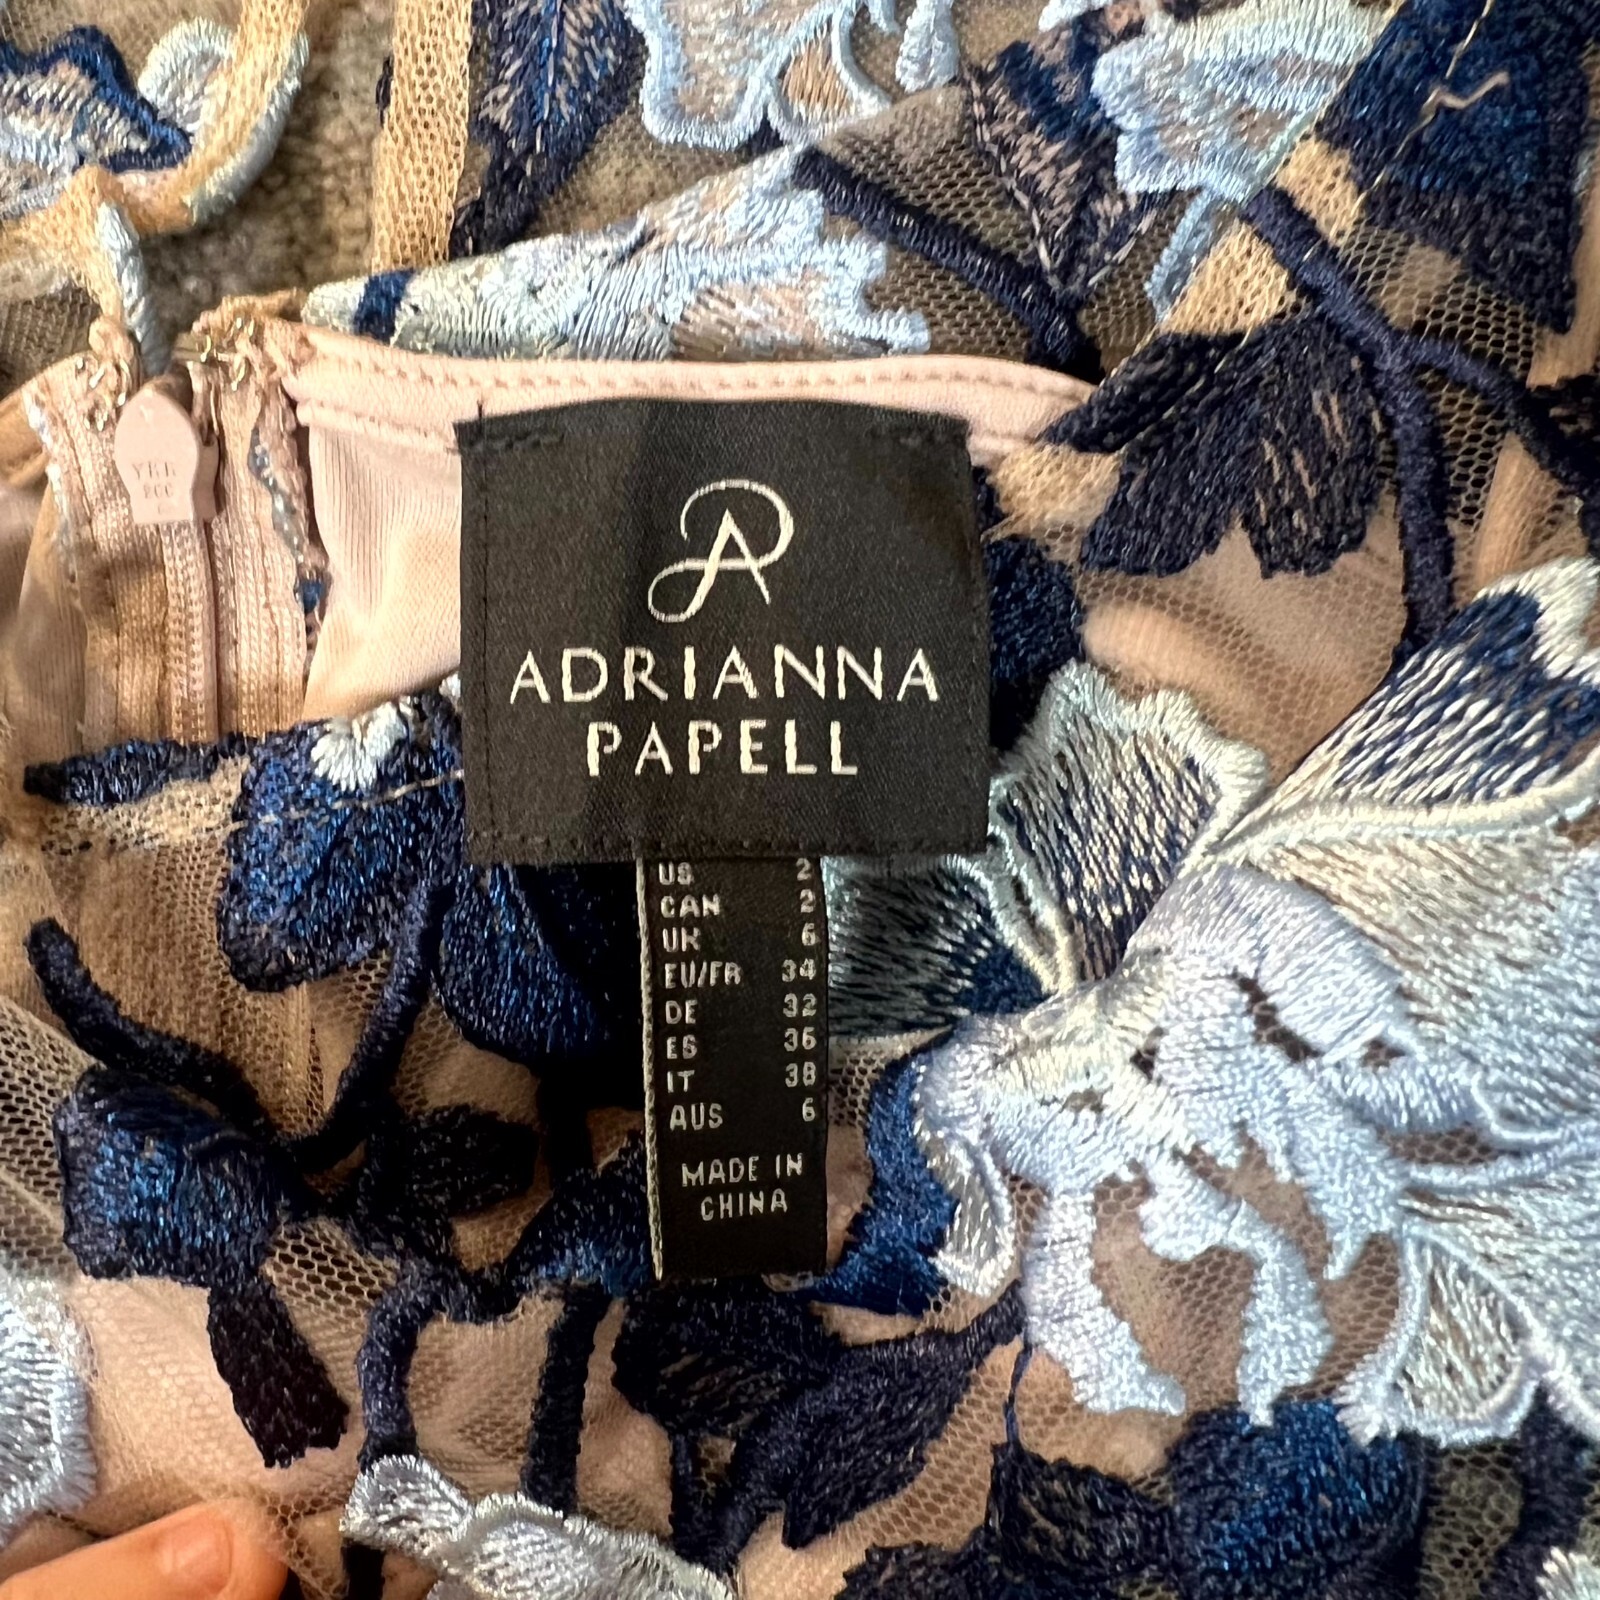 ADRIANNA
PAPELL
US 2
CAN 2
UK 6
EU/FR 34
DE 32
ES 36
IT 38
AUS 6
MADE IN
CHINA